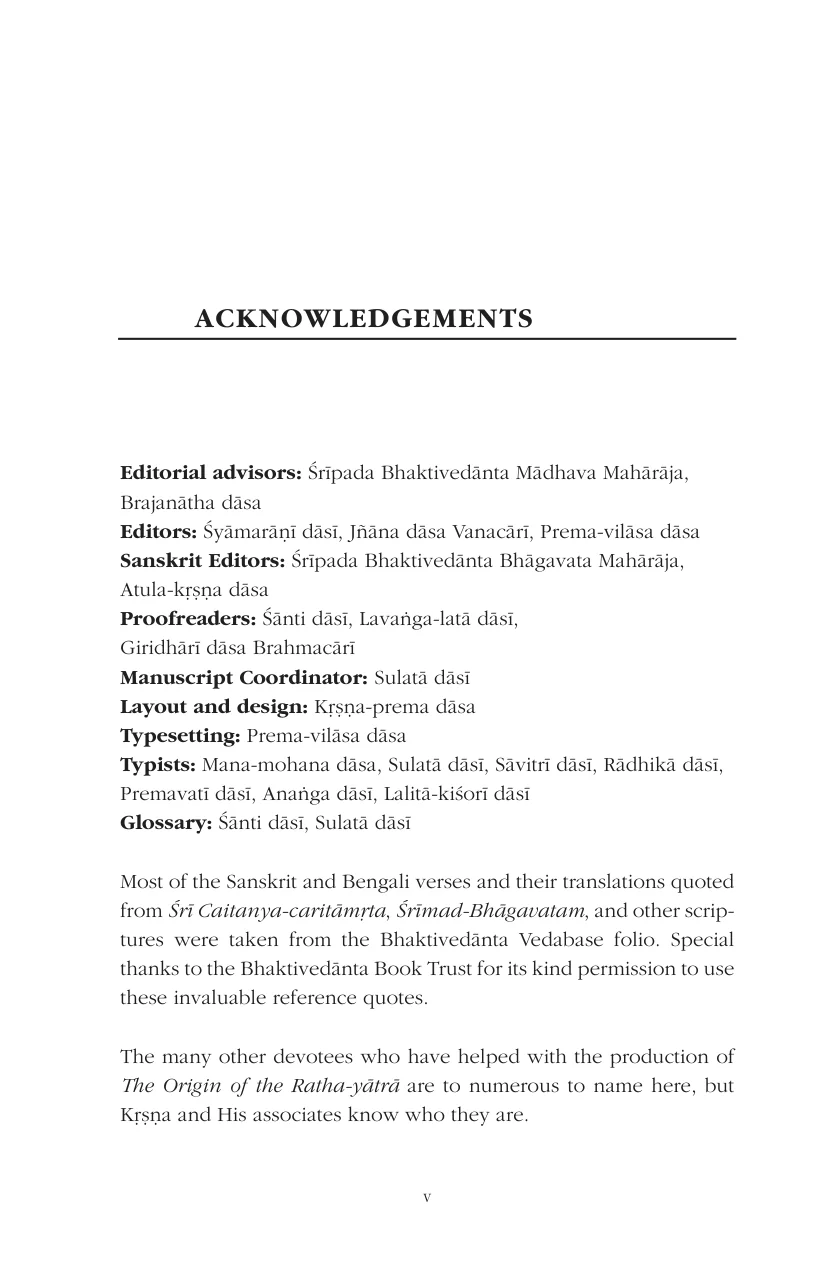 ACKNOWLEDGEMENTS
Editorial advisors: Śrīpada Bhaktivedānta Mādhava Mahārāja,
Brajanātha dāsa
Editors: Śyāmarāṇī dāsī, Jñāna dāsa Vanacārī, Prema-vilāsa dāsa
Sanskrit Editors: Śrīpada Bhaktivedānta Bhāgavata Mahārāja,
Atula-kṛṣṇa dāsa
Proofreaders: Śānti dāsī, Lavaṅga-latā dāsī,
Giridhārī dāsa Brahmacārī
Manuscript Coordinator: Sulatā dāsī
Layout and design: Kṛṣṇa-prema dāsa
Typesetting: Prema-vilāsa dāsa
Typists: Mana-mohana dāsa, Sulatā dāsī, Sāvitrī dāsī, Rādhikā dāsī,
Premavatī dāsī, Anaṅga dāsī, Lalitā-kiśorī dāsī
Glossary: Śānti dāsī, Sulatā dāsī
Most of the Sanskrit and Bengali verses and their translations quoted
from Śrī Caitanya-caritāmṛta, Śrīmad-Bhāgavatam, and other scrip-
tures were taken from the Bhaktivedānta Vedabase folio. Special
thanks to the Bhaktivedānta Book Trust for its kind permission to use
these invaluable reference quotes.
The many other devotees who have helped with the production of
The Origin of the Ratha-yātrā are to numerous to name here, but
Kṛṣṇa and His associates know who they are.
v